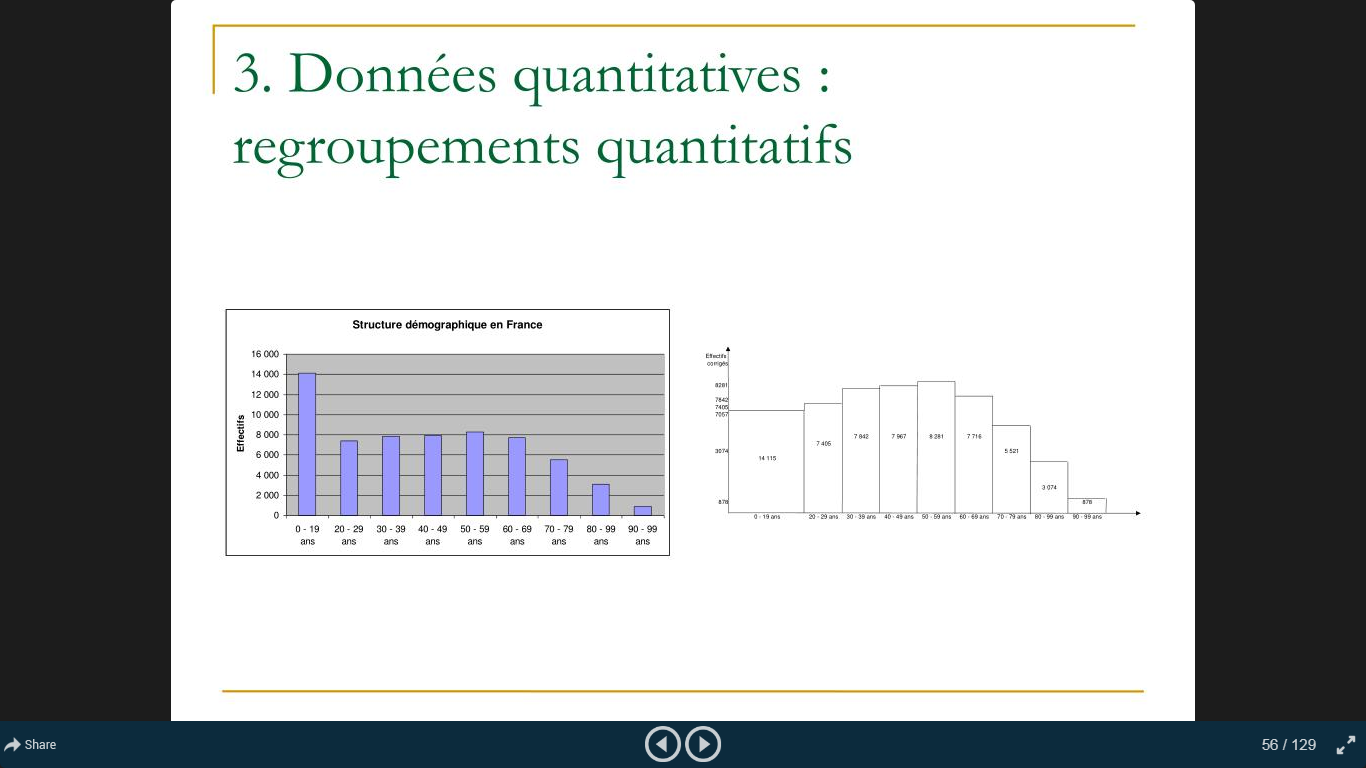 3. Données quantitatives :
regroupements quantitatifs
Structure démographique en France
Effectifs
16 000
14 000
12 000
10 000
8 000
6 000
4 000
2 000
0
0 - 19 ans
20 - 29 ans
30 - 39 ans
40 - 49 ans
50 - 59 ans
60 - 69 ans
70 - 79 ans
80 - 99 ans
90 - 99 ans
Effectifs
corrigés
8281
7842
7405
7057
3074
878
14 115
7 405
7 842
7 967
8 281
7 716
5 521
3 074
878
0 - 19 ans
20 - 29 ans
30 - 39 ans
40 - 49 ans
50 - 59 ans
60 - 69 ans
70 - 79 ans
80 - 99 ans
90 - 99 ans
Share
56 / 129